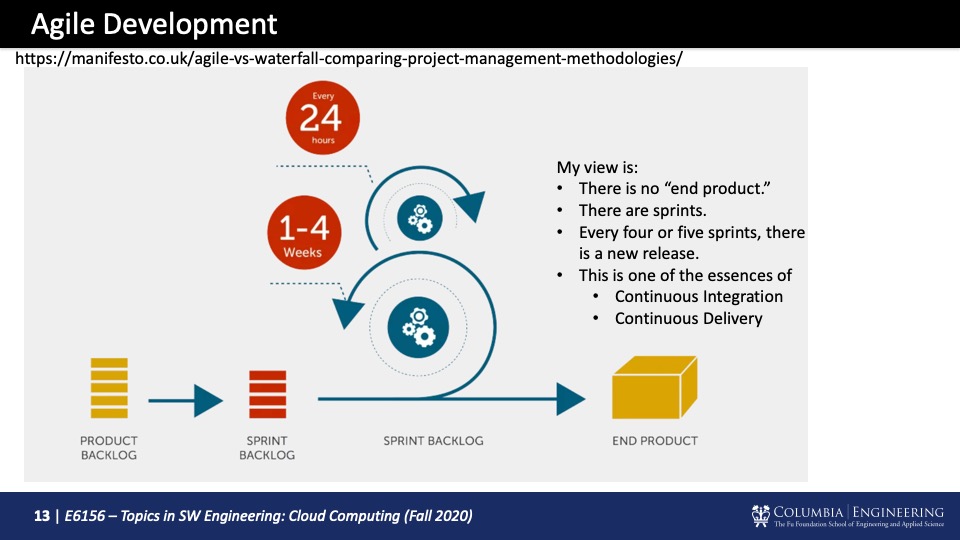 Agile Development
https://manifesto.co.uk/agile-vs-waterfall-comparing-project-management-methodologies/
Every
24
hours
1-4
Weeks
My view is:
• There is no “end product.”
• There are sprints.
• Every four or five sprints, there
is a new release.
• This is one of the essences of
• Continuous Integration
• Continuous Delivery
PRODUCT
BACKLOG
SPRINT
BACKLOG
SPRINT BACKLOG
END PRODUCT
13 | E6156 – Topics in SW Engineering: Cloud Computing (Fall 2020)
COLUMBIA | ENGINEERING
The Fu Foundation School of Engineering and Applied Science